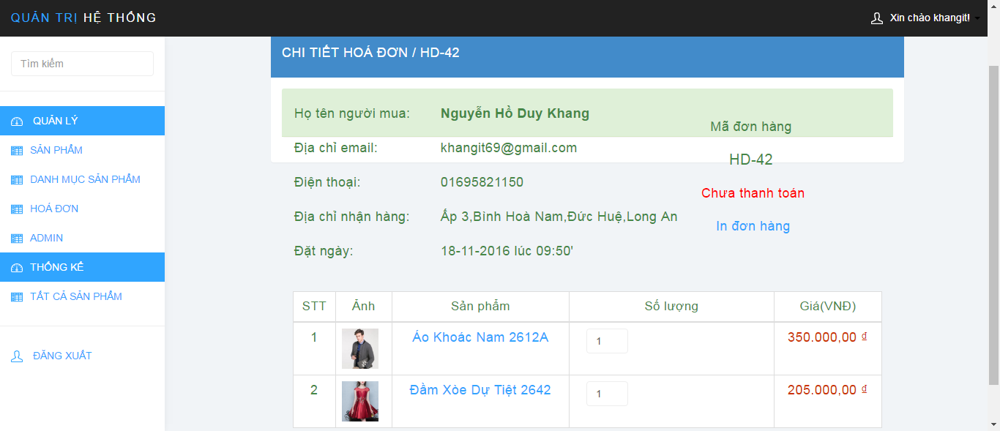 QUẢN TRỊ HỆ THỐNG
Xin chào khangit!
Tìm kiếm
QUẢN LÝ
SẢN PHẨM
DANH MỤC SẢN PHẨM
HOÁ ĐƠN
ADMIN
THỐNG KÊ
TẤT CẢ SẢN PHẨM
ĐĂNG XUẤT
CHI TIẾT HOÁ ĐƠN / HD-42
Họ tên người mua: Nguyễn Hồ Duy Khang
Địa chỉ email: khangit69@gmail.com
Điện thoại: 01695821150
Địa chỉ nhận hàng: Ấp 3,Bình Hoà Nam,Đức Huệ,Long An
Đặt ngày: 18-11-2016 lúc 09:50'
Mã đơn hàng
HD-42
Chưa thanh toán
In đơn hàng
STT Ảnh Sản phẩm Số lượng Giá(VNĐ)
1 Áo Khoác Nam 2612A 1 350.000,00 ₫
2 Đầm Xòe Dự Tiệt 2642 1 205.000,00 ₫